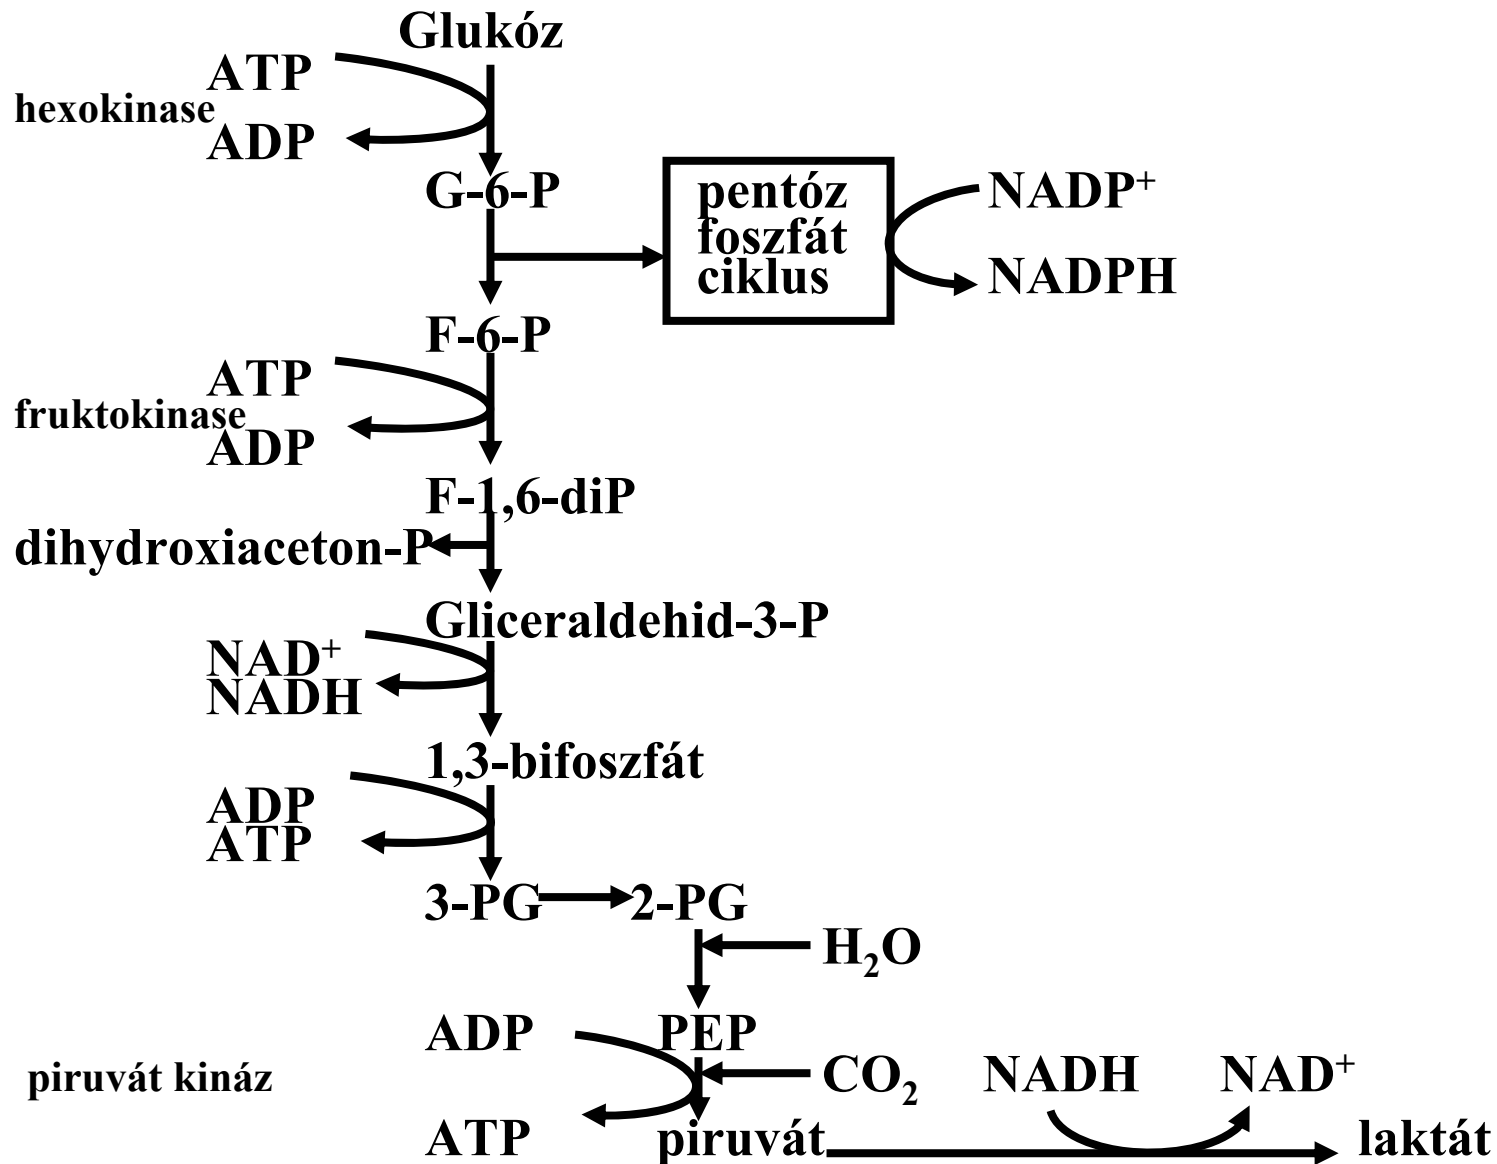 Glukóz
ATP
hexokinase
ADP
G-6-P
pentóz
foszfát
ciklus
NADP⁺
NADPH
F-6-P
ATP
fruktokinase
ADP
F-1,6-diP
dihydroxiaceton-P
Gliceraldehid-3-P
NAD⁺
NADH
1,3-bifoszfát
ADP
ATP
3-PG
2-PG
H₂O
ADP
PEP
piruvát kináz
CO₂
NADH
NAD⁺
ATP
piruvát
laktát